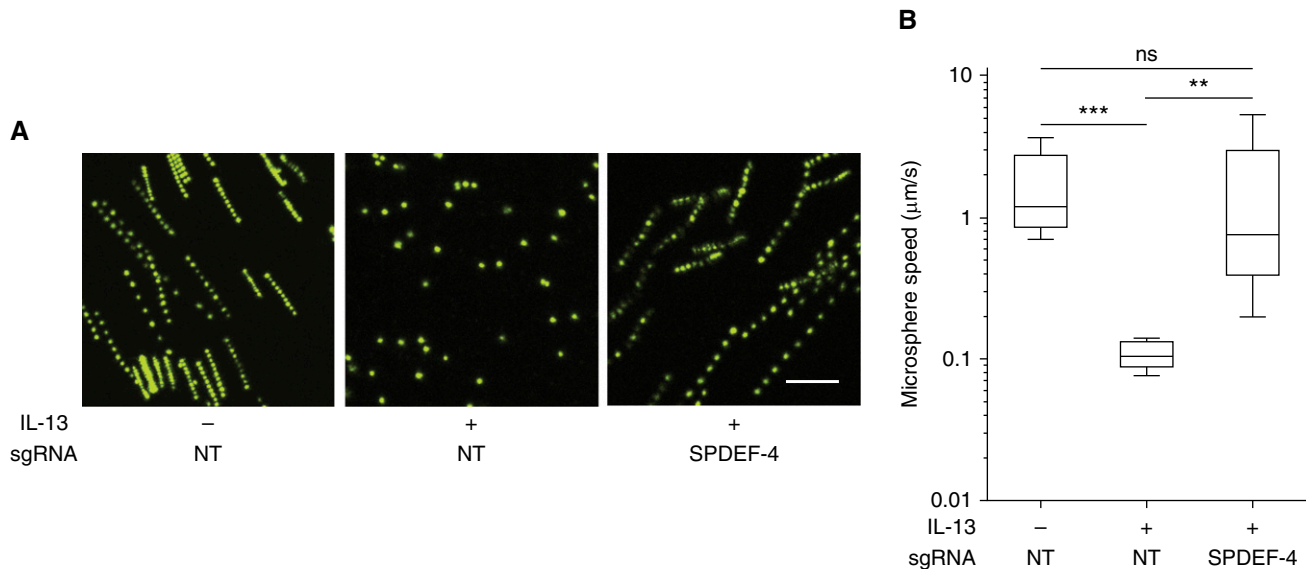 A
IL-13 – + +
sgRNA NT NT SPDEF-4
B
ns
*** **
Microsphere speed (μm/s)
10
1
0.1
0.01
IL-13 – + +
sgRNA NT NT SPDEF-4